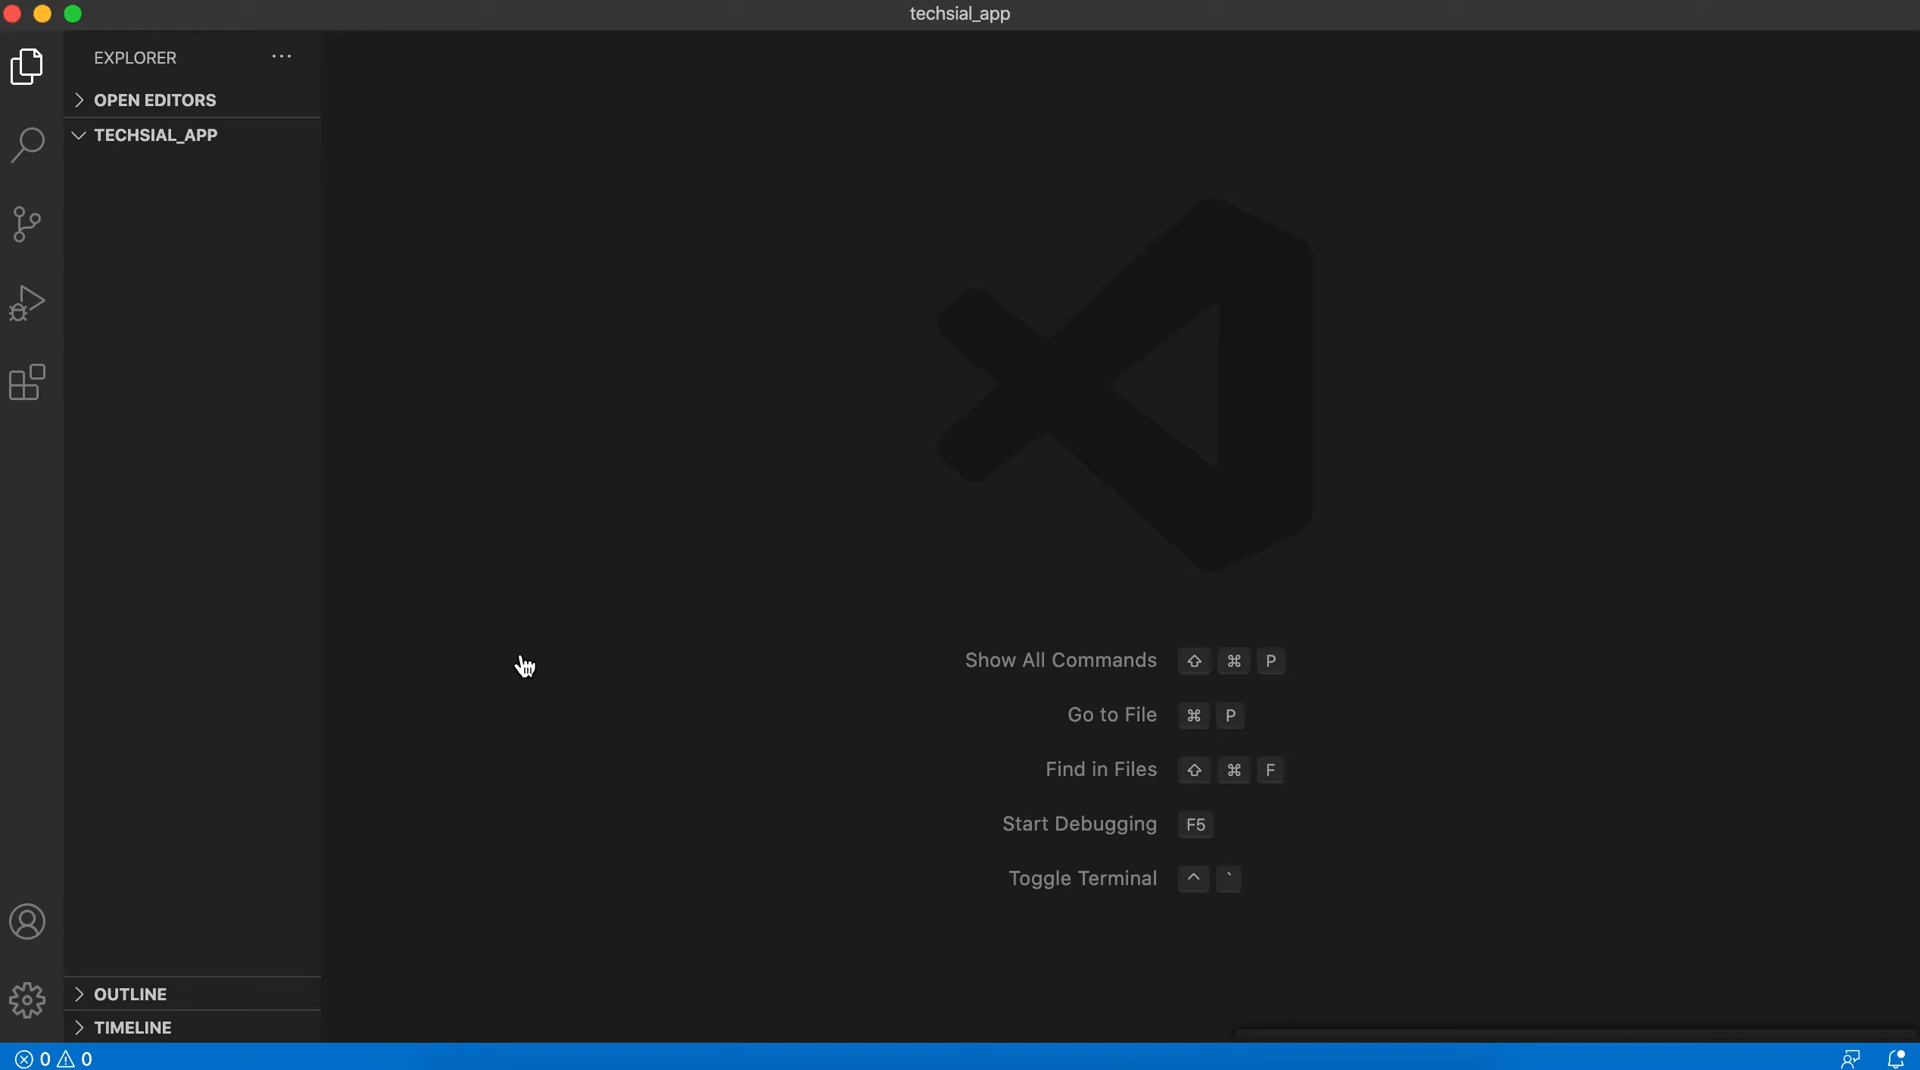 techsial_app
EXPLORER ...
OPEN EDITORS
TECHSIAL_APP
Show All Commands ⇧ ⌘ P
Go to File ⌘ P
Find in Files ⇧ ⌘ F
Start Debugging F5
Toggle Terminal ^ `
OUTLINE
TIMELINE
0 0